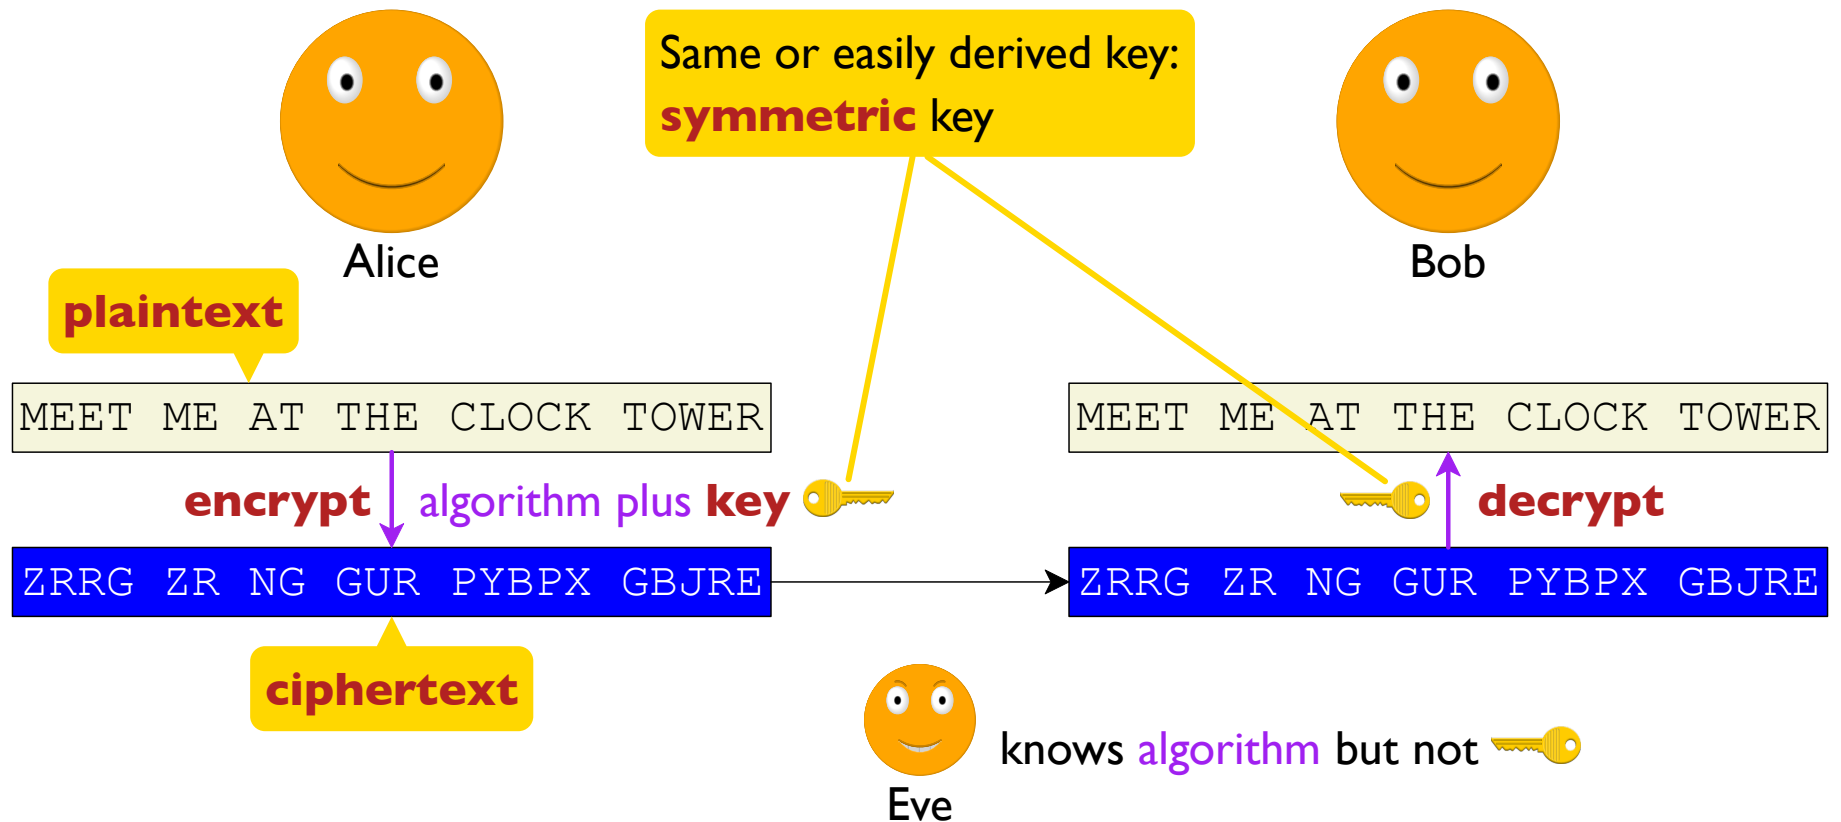 Same or easily derived key:
symmetric key
Alice
Bob
plaintext
MEET ME AT THE CLOCK TOWER
MEET ME AT THE CLOCK TOWER
encrypt algorithm plus key
decrypt
ZRRG ZR NG GUR PYBPX GBJRE
ZRRG ZR NG GUR PYBPX GBJRE
ciphertext
knows algorithm but not
Eve